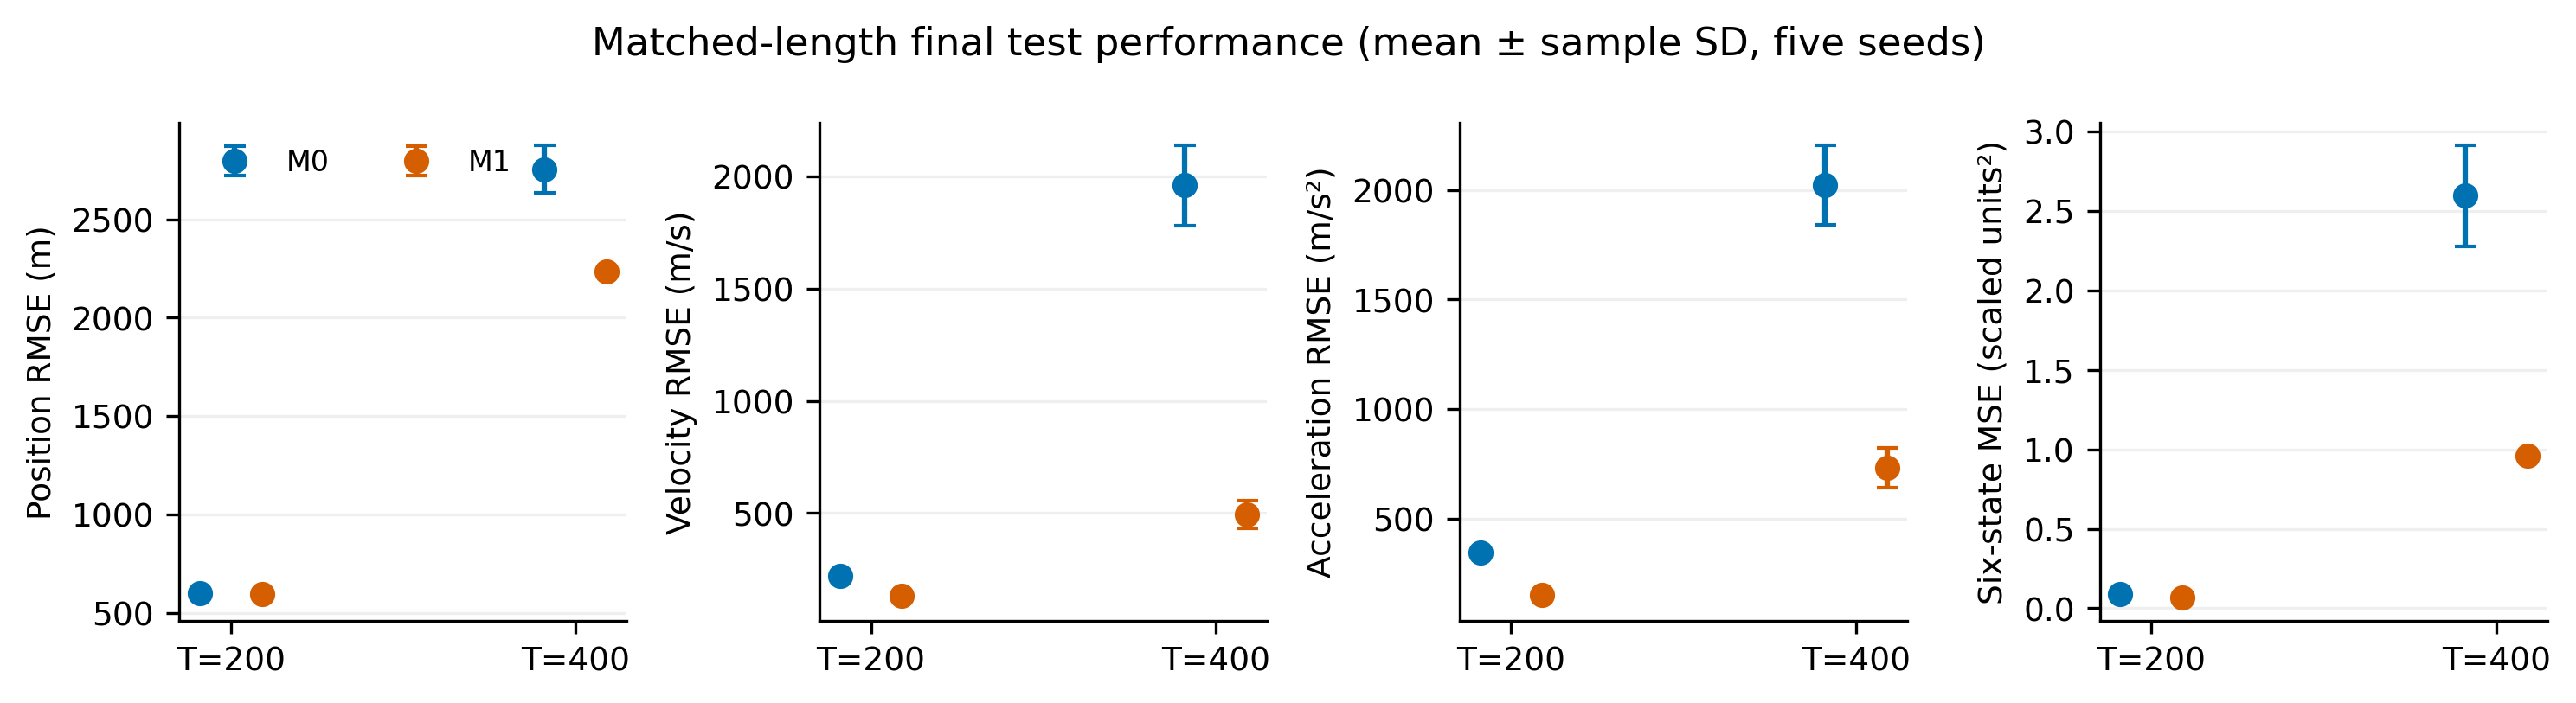 Matched-length final test performance (mean ± sample SD, five seeds)
M0
M1
Position RMSE (m)
2500
2000
1500
1000
500
T=200
T=400
Velocity RMSE (m/s)
2000
1500
1000
500
T=200
T=400
Acceleration RMSE (m/s²)
2000
1500
1000
500
T=200
T=400
Six-state MSE (scaled units²)
3.0
2.5
2.0
1.5
1.0
0.5
0.0
T=200
T=400